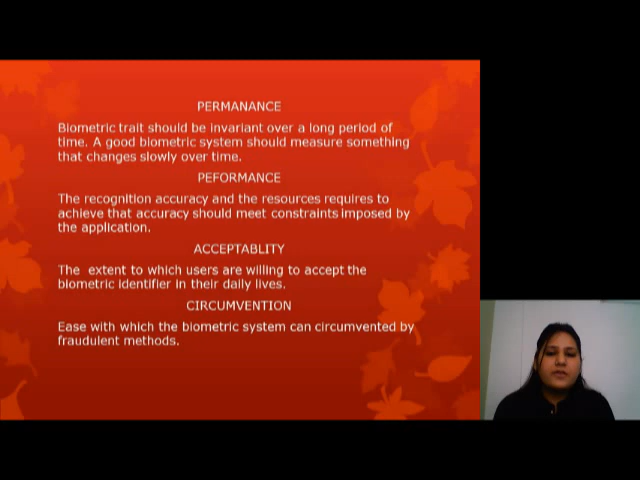 PERMANANCE
Biometric trait should be invariant over a long period of
time. A good biometric system should measure something
that changes slowly over time.
PEFORMANCE
The recognition accuracy and the resources requires to
achieve that accuracy should meet constraints imposed by
the application.
ACCEPTABLITY
The extent to which users are willing to accept the
biometric identifier in their daily lives.
CIRCUMVENTION
Ease with which the biometric system can circumvented by
fraudulent methods.